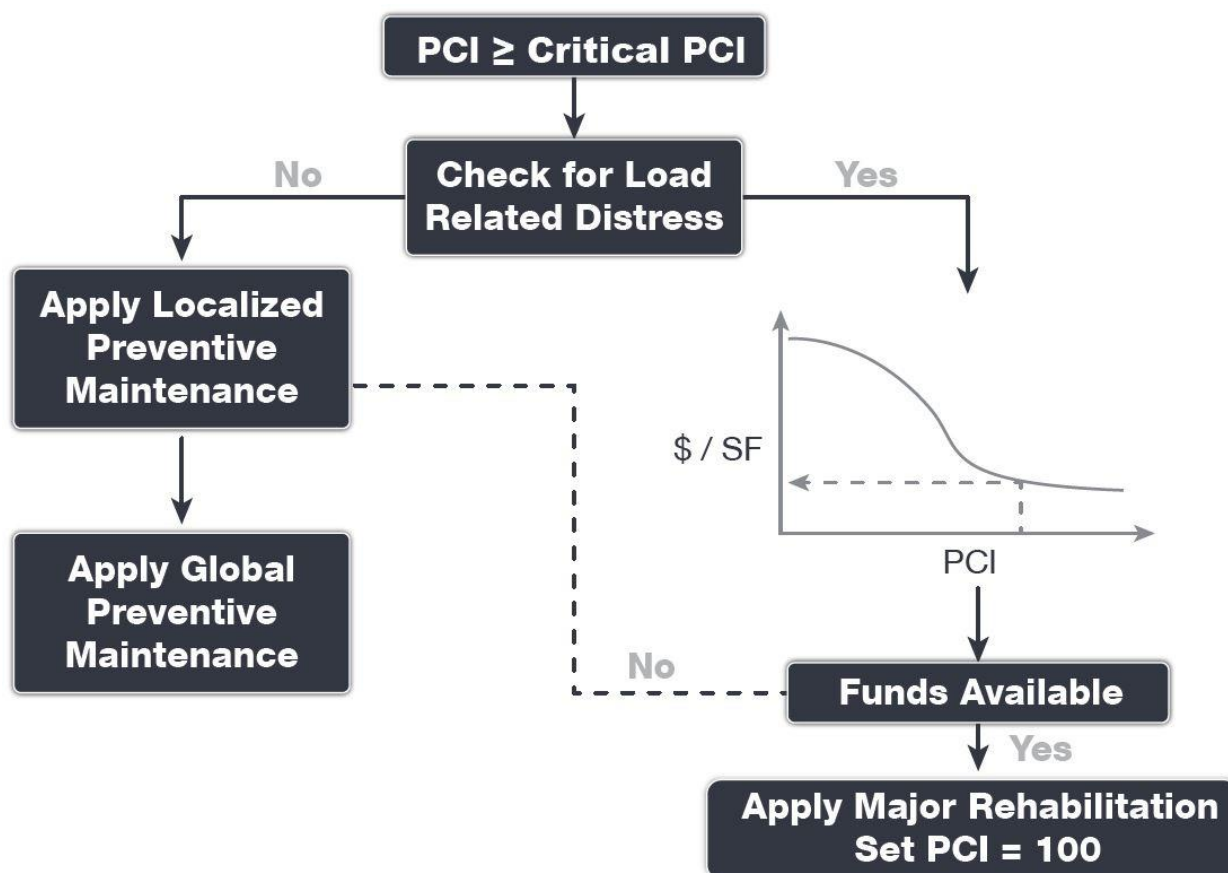 PCI ≥ Critical PCI
No
Check for Load
Related Distress
Yes
Apply Localized
Preventive
Maintenance
$ / SF
PCI
Apply Global
Preventive
Maintenance
No
Funds Available
Yes
Apply Major Rehabilitation
Set PCI = 100